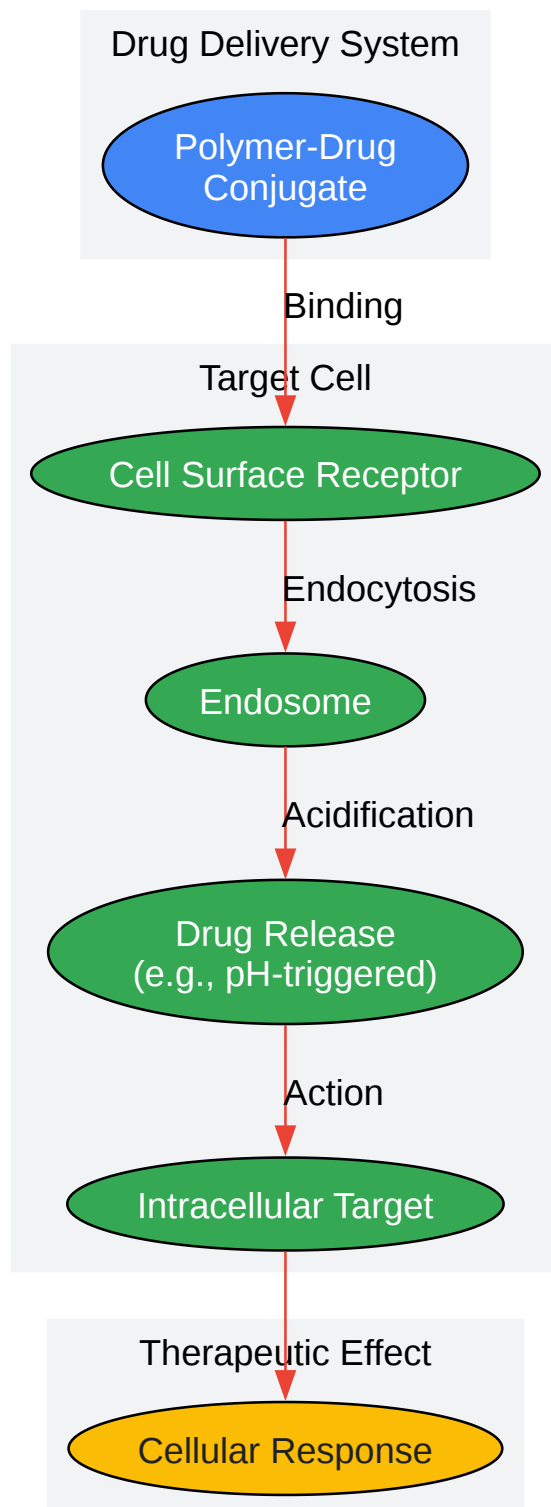 Drug Delivery System
Polymer-Drug
Conjugate
Binding
Target Cell
Cell Surface Receptor
Endocytosis
Endosome
Acidification
Drug Release
(e.g., pH-triggered)
Action
Intracellular Target
Therapeutic Effect
Cellular Response